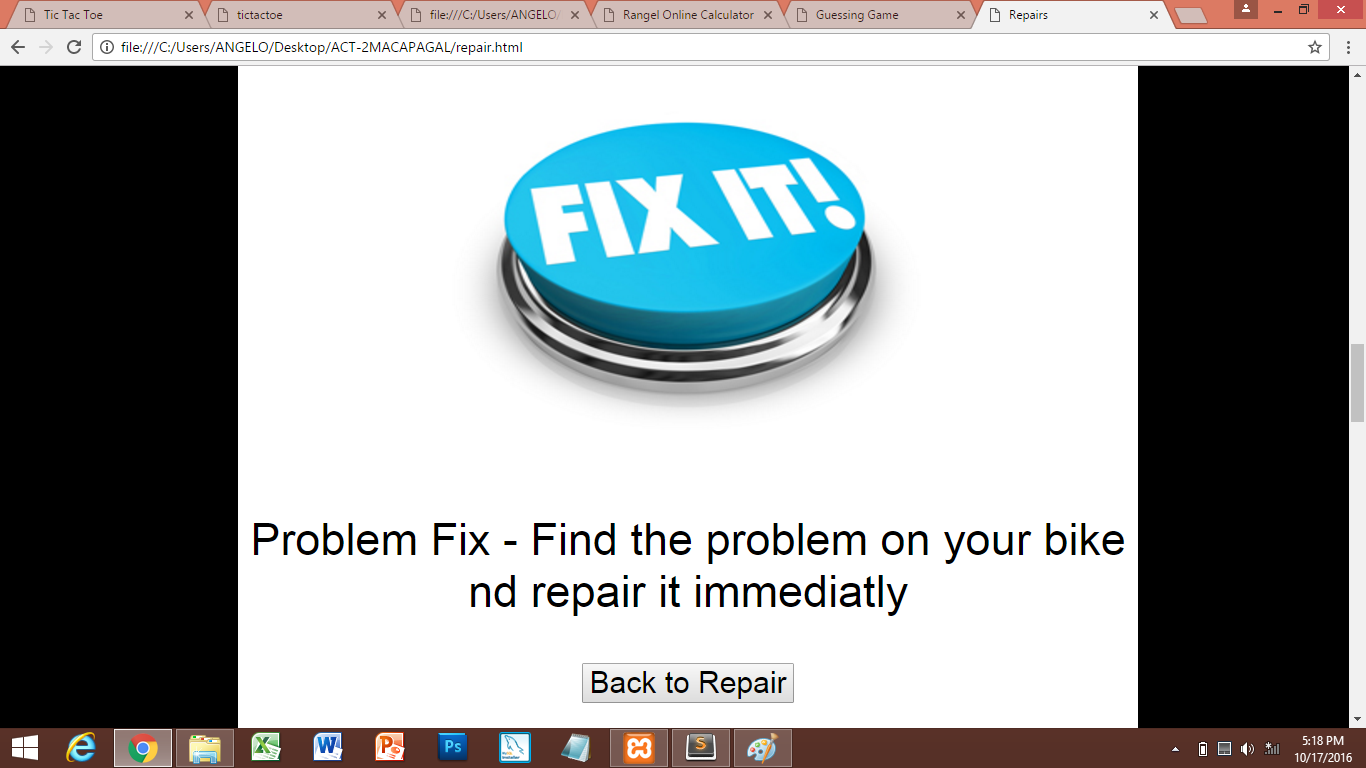 Tic Tac Toe
tictactoe
file:///C:/Users/ANGELO/
Rangel Online Calculator
Guessing Game
Repairs
file:///C:/Users/ANGELO/Desktop/ACT-2MACAPAGAL/repair.html
FIX IT!
Problem Fix - Find the problem on your bike
nd repair it immediatly
Back to Repair
Ps
S
5:18 PM
10/17/2016